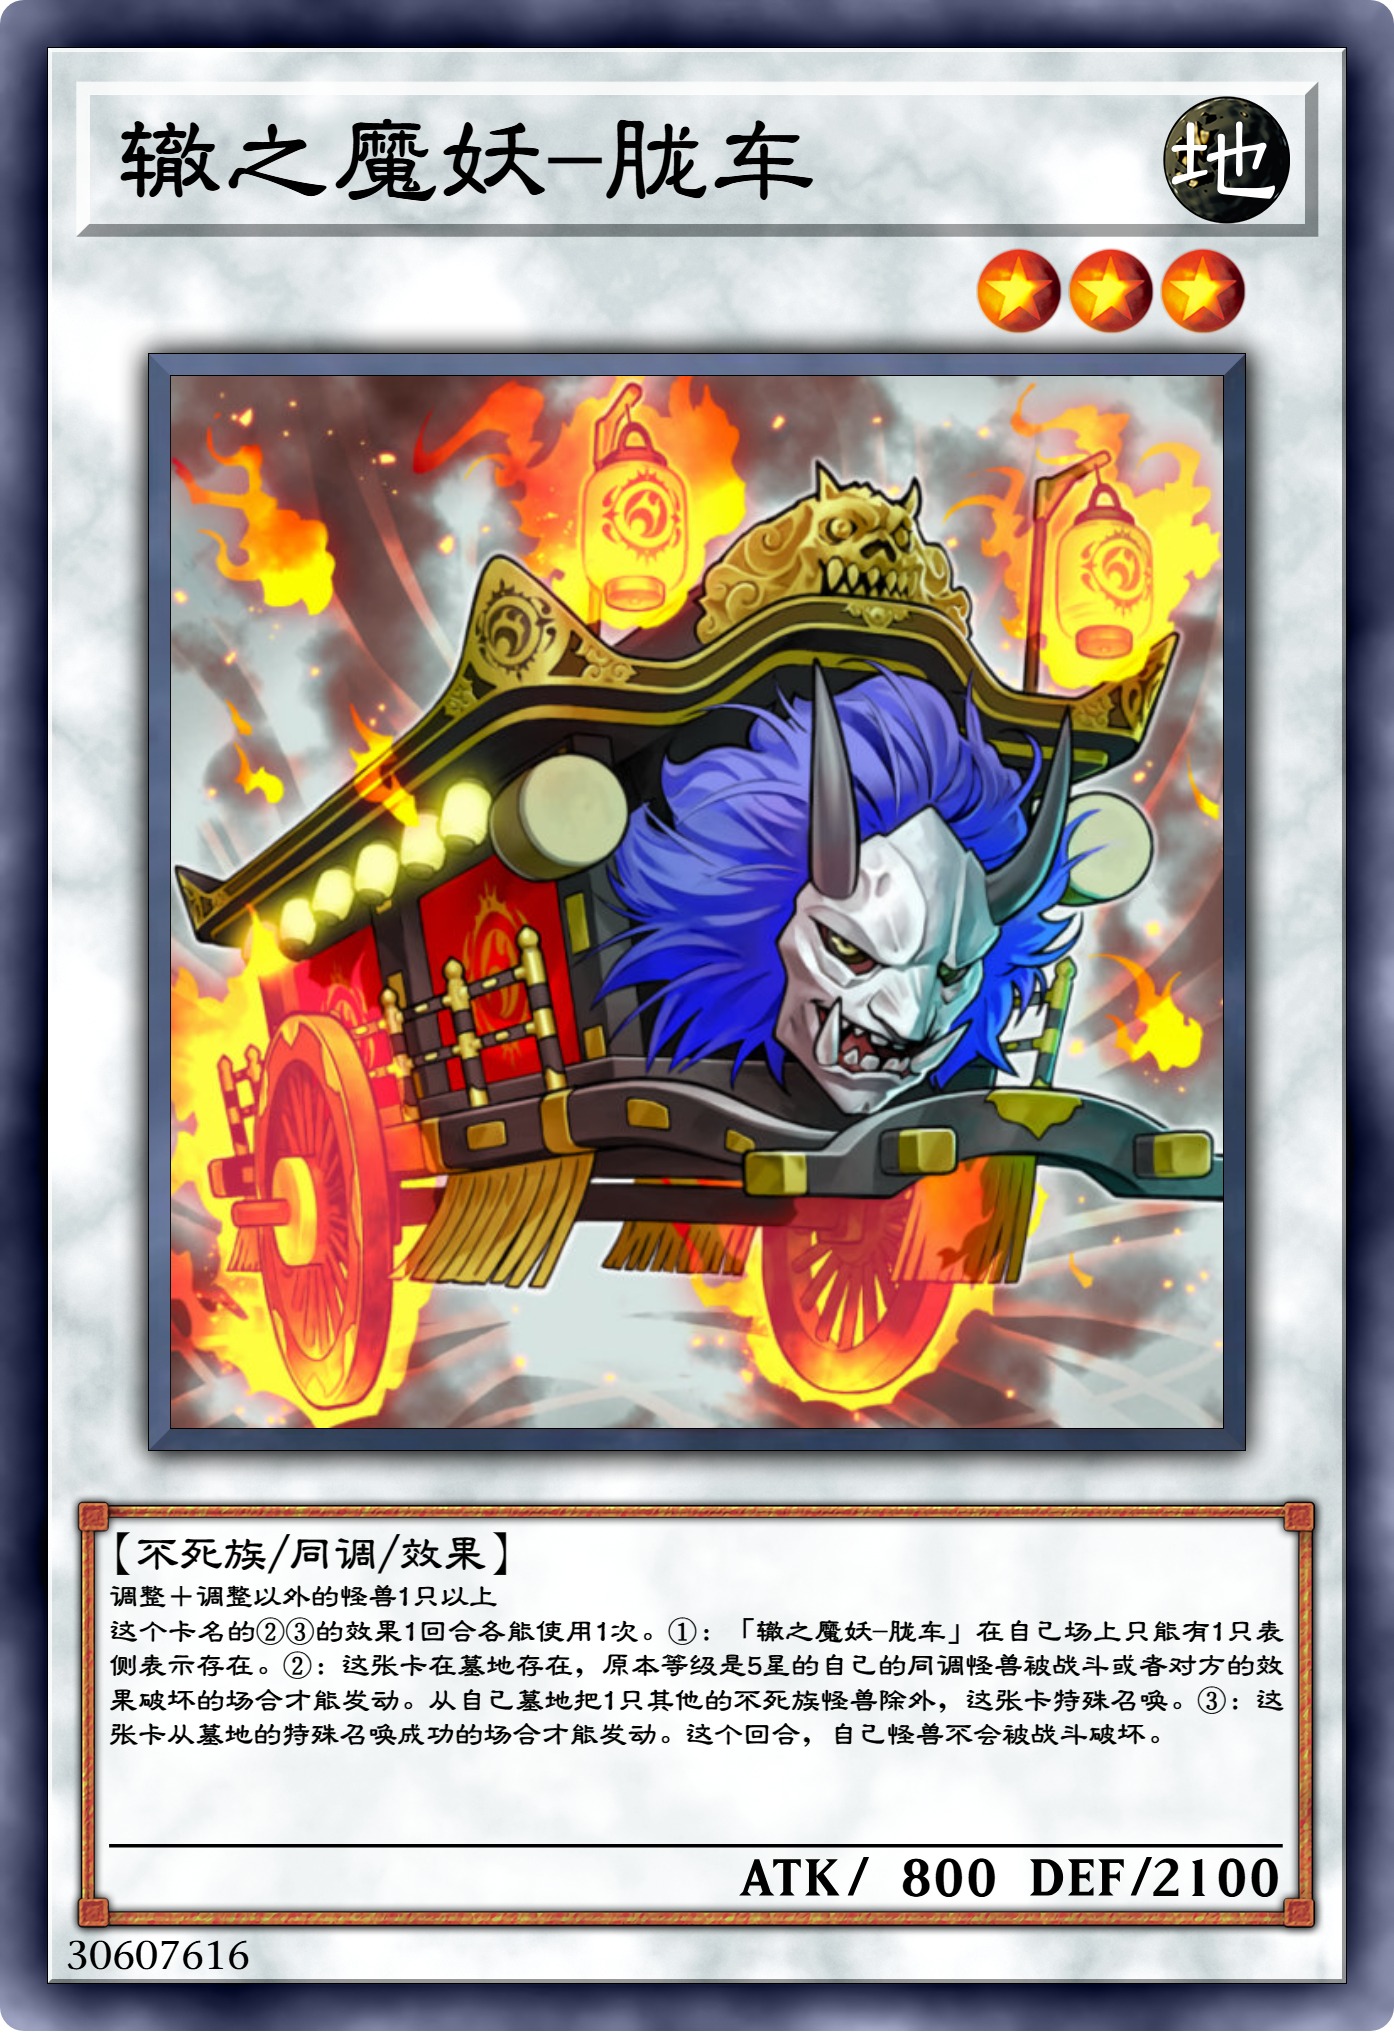 辙之魔妖-胧车
地
【不死族/同调/效果】
调整＋调整以外的怪兽1只以上
这个卡名的②③的效果1回合各能使用1次。①：「辙之魔妖-胧车」在自己场上只能有1只表
侧表示存在。②：这张卡在墓地存在，原本等级是5星的自己的同调怪兽被战斗或者对方的效
果破坏的场合才能发动。从自己墓地把1只其他的不死族怪兽除外，这张卡特殊召唤。③：这
张卡从墓地的特殊召唤成功的场合才能发动。这个回合，自己怪兽不会被战斗破坏。
ATK/ 800 DEF/2100
30607616